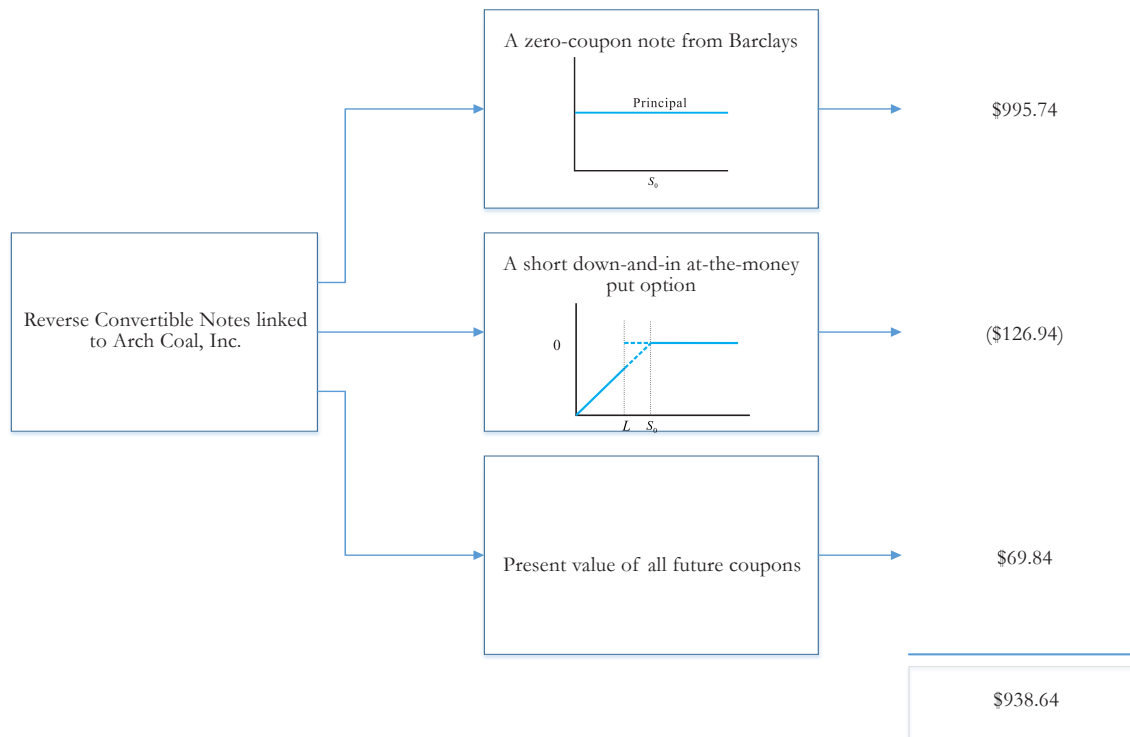 A zero-coupon note from Barclays
Principal
S₀
$995.74
Reverse Convertible Notes linked
to Arch Coal, Inc.
A short down-and-in at-the-money
put option
0
L S₀
($126.94)
Present value of all future coupons
$69.84
$938.64